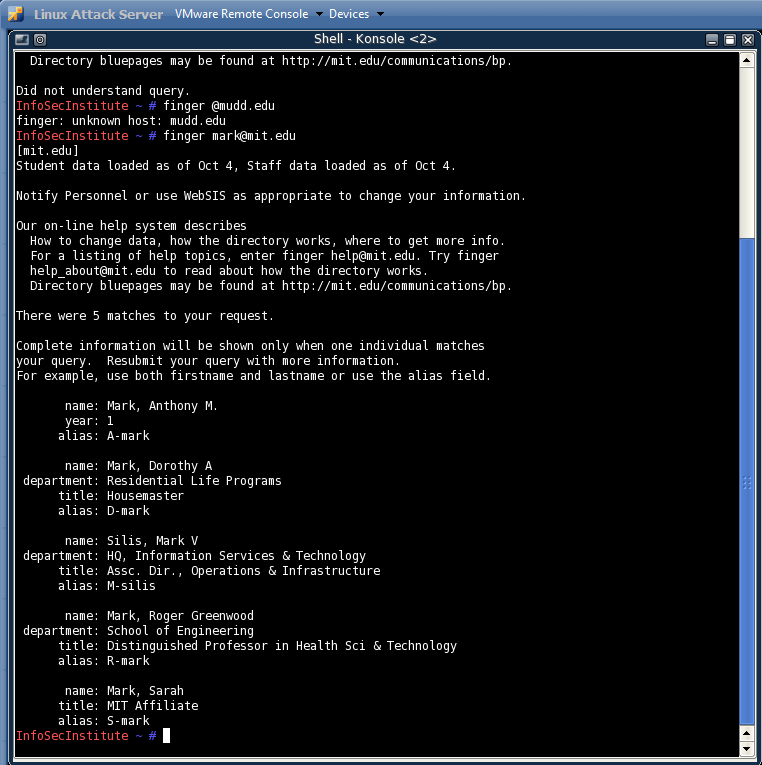 Linux Attack Server VMware Remote Console Devices
Shell - Konsole <2>
Directory bluepages may be found at http://mit.edu/communications/bp.
Did not understand query.
InfoSecInstitute ~ # finger @mudd.edu
finger: unknown host: mudd.edu
InfoSecInstitute ~ # finger mark@mit.edu
[mit.edu]
Student data loaded as of Oct 4, Staff data loaded as of Oct 4.
Notify Personnel or use WebSIS as appropriate to change your information.
Our on-line help system describes
How to change data, how the directory works, where to get more info.
For a listing of help topics, enter finger help@mit.edu. Try finger
help_about@mit.edu to read about how the directory works.
Directory bluepages may be found at http://mit.edu/communications/bp.
There were 5 matches to your request.
Complete information will be shown only when one individual matches
your query.  Resubmit your query with more information.
For example, use both firstname and lastname or use the alias field.
name: Mark, Anthony M.
year: 1
alias: A-mark
name: Mark, Dorothy A
department: Residential Life Programs
title: Housemaster
alias: D-mark
name: Silis, Mark V
department: HQ, Information Services & Technology
title: Assc. Dir., Operations & Infrastructure
alias: M-silis
name: Mark, Roger Greenwood
department: School of Engineering
title: Distinguished Professor in Health Sci & Technology
alias: R-mark
name: Mark, Sarah
title: MIT Affiliate
alias: S-mark
InfoSecInstitute ~ #